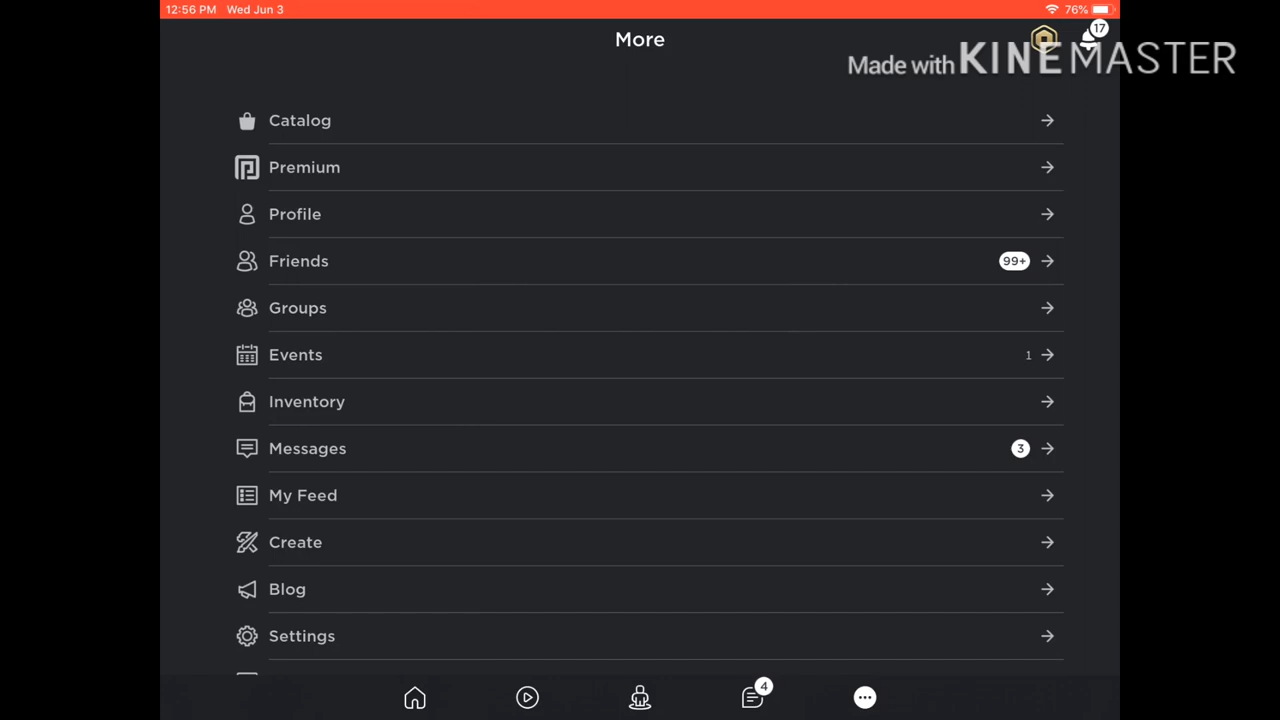 12:56 PM Wed Jun 3 76%
More
17
Made with KINEMASTER
Catalog
Premium
Profile
Friends 99+
Groups
Events 1
Inventory
Messages 3
My Feed
Create
Blog
Settings
4